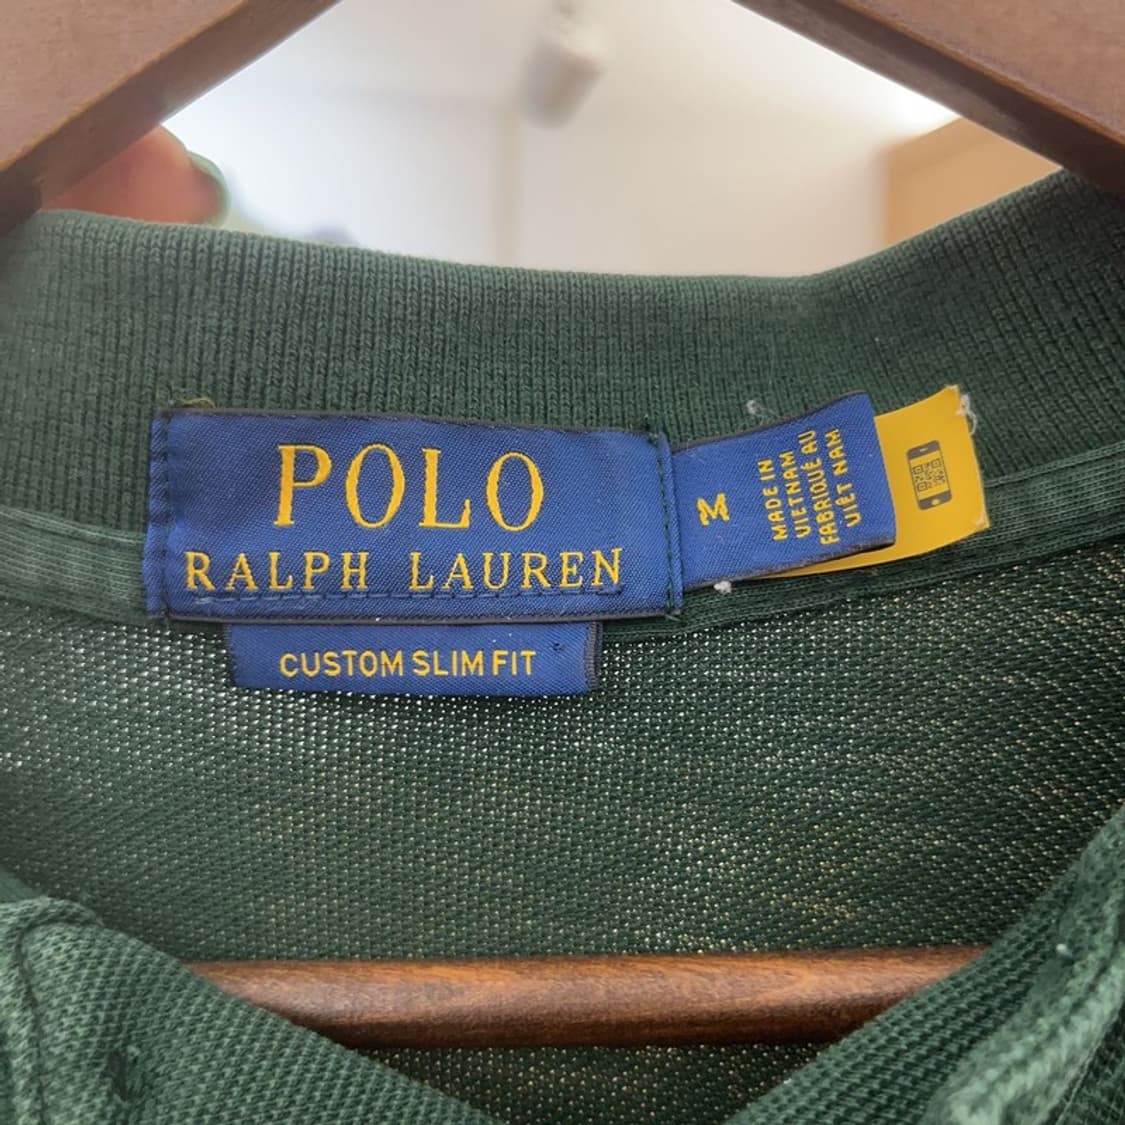 POLO
RALPH LAUREN
CUSTOM SLIM FIT
M
MADE IN
VIETNAM
FABRIQUÉ AU
VIÊT NAM